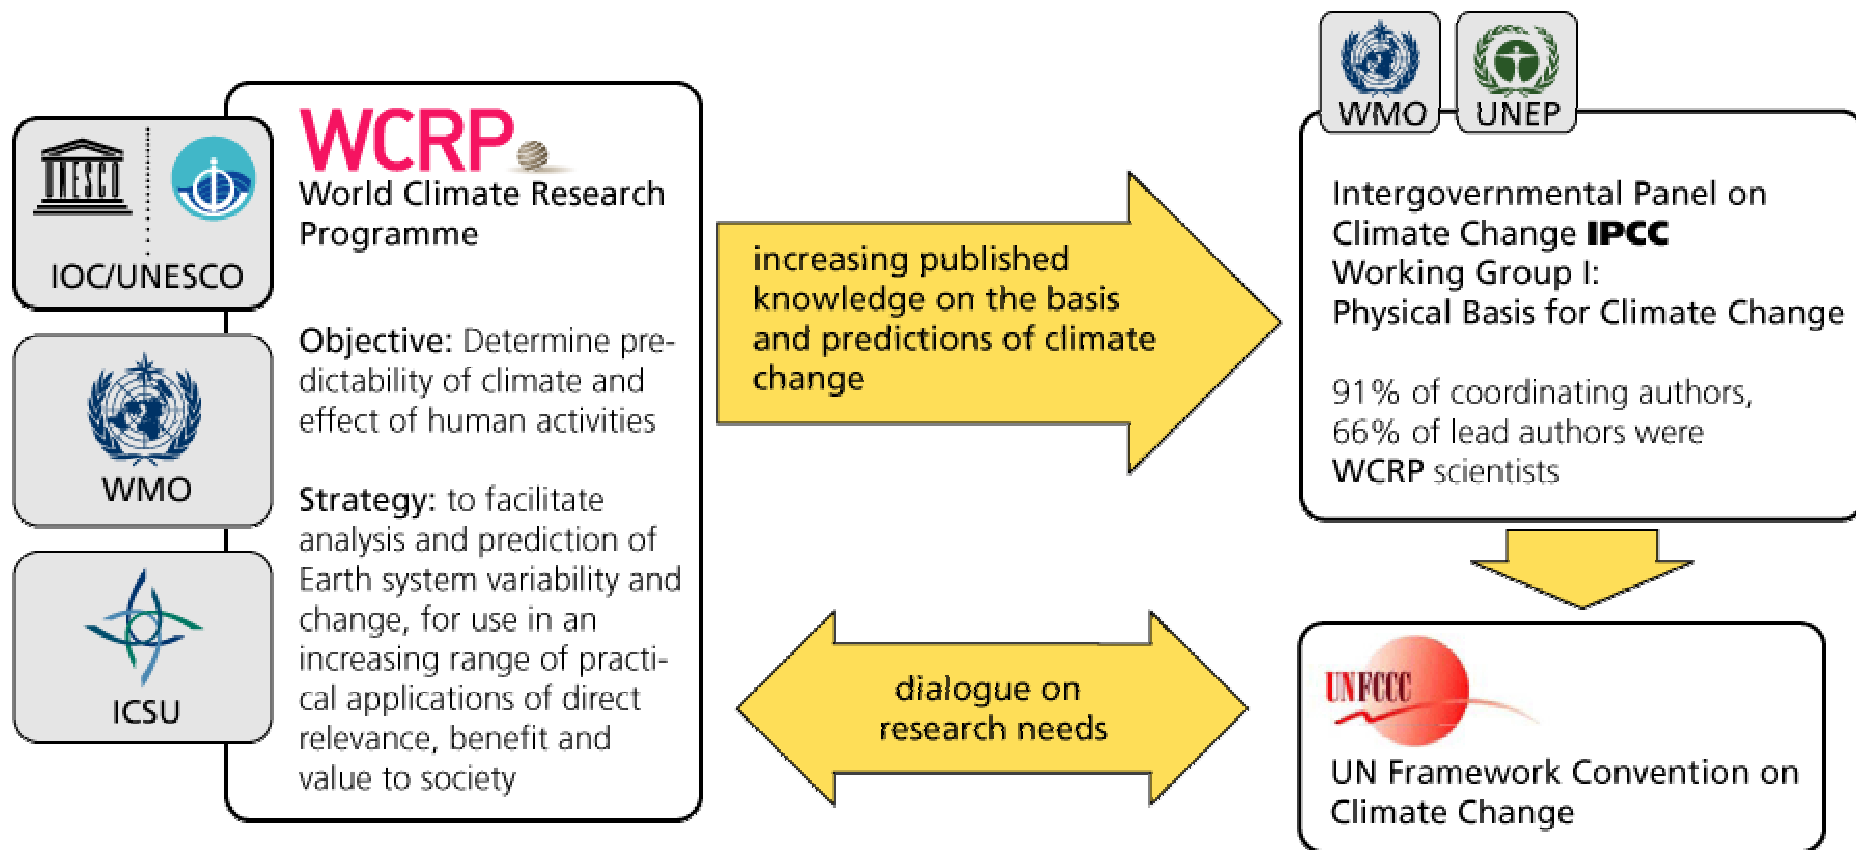 UNESCO
IOC/UNESCO
WMO
ICSU
WCRP
World Climate Research
Programme
Objective: Determine pre-
dictability of climate and
effect of human activities
Strategy: to facilitate
analysis and prediction of
Earth system variability and
change, for use in an
increasing range of practi-
cal applications of direct
relevance, benefit and
value to society
increasing published
knowledge on the basis
and predictions of climate
change
dialogue on
research needs
WMO
UNEP
Intergovernmental Panel on
Climate Change IPCC
Working Group I:
Physical Basis for Climate Change
91% of coordinating authors,
66% of lead authors were
WCRP scientists
UNFCCC
UN Framework Convention on
Climate Change